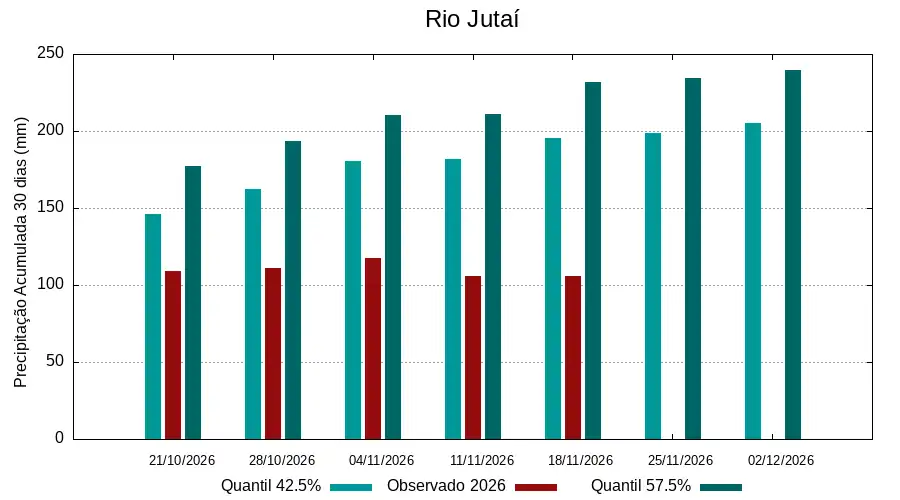 Rio Jutaí
Precipitação Acumulada 30 dias (mm)
250
200
150
100
50
0
21/10/2026 28/10/2026 04/11/2026 11/11/2026 18/11/2026 25/11/2026 02/12/2026
Quantil 42.5% Observado 2026 Quantil 57.5%